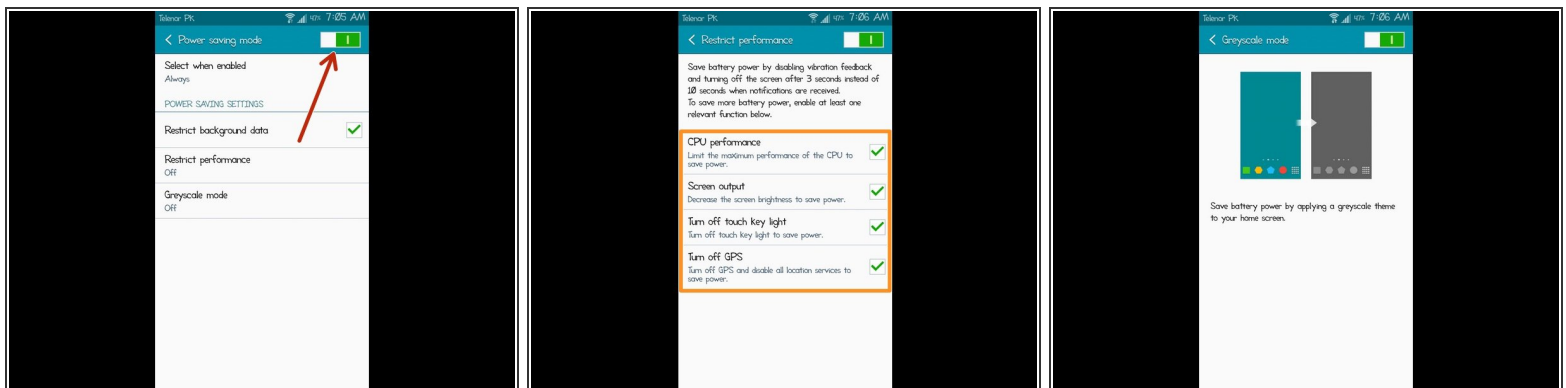 Telenor PK 47% 7:05 AM
Power saving mode
Select when enabled
Always
POWER SAVING SETTINGS
Restrict background data
Restrict performance
Off
Greyscale mode
Off
Telenor PK 47% 7:06 AM
Restrict performance
Save battery power by disabling vibration feedback
and turning off the screen after 3 seconds instead of
10 seconds when notifications are received.
To save more battery power, enable at least one
relevant function below.
CPU performance
Limit the maximum performance of the CPU to
save power.
Screen output
Decrease the screen brightness to save power.
Turn off touch key light
Turn off touch key light to save power.
Turn off GPS
Turn off GPS and disable all location services to
save power.
Telenor PK 47% 7:06 AM
Greyscale mode
Save battery power by applying a greyscale theme
to your home screen.